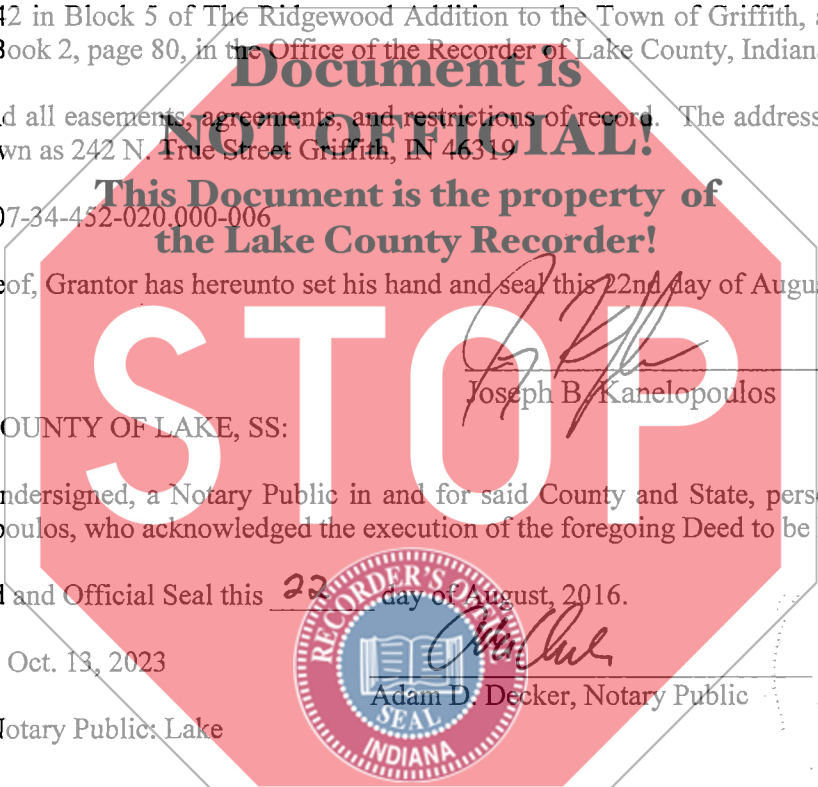 42 in Block 5 of The Ridgewood Addition to the Town of Griffith,
Book 2, page 80, in the Office of the Recorder of Lake County, Indian
Document is
d all easements, agreements, and restrictions of record. The address
NOT OFFICIAL!
wn as 242 N. True Street Griffith, IN 46319
This Document is the property of
07-34-452-020.000-006
the Lake County Recorder!
eof, Grantor has hereunto set his hand and seal this 22nd day of Augu
STOP
Joseph B. Kanelopoulos
OUNTY OF LAKE, SS:
ndersigned, a Notary Public in and for said County and State, pers
poulos, who acknowledged the execution of the foregoing Deed to be
d and Official Seal this 22 day of August, 2016.
RECORDER'S OFFICE
Oct. 13, 2023
Adam D. Decker, Notary Public
SEAL
INDIANA
Notary Public: Lake